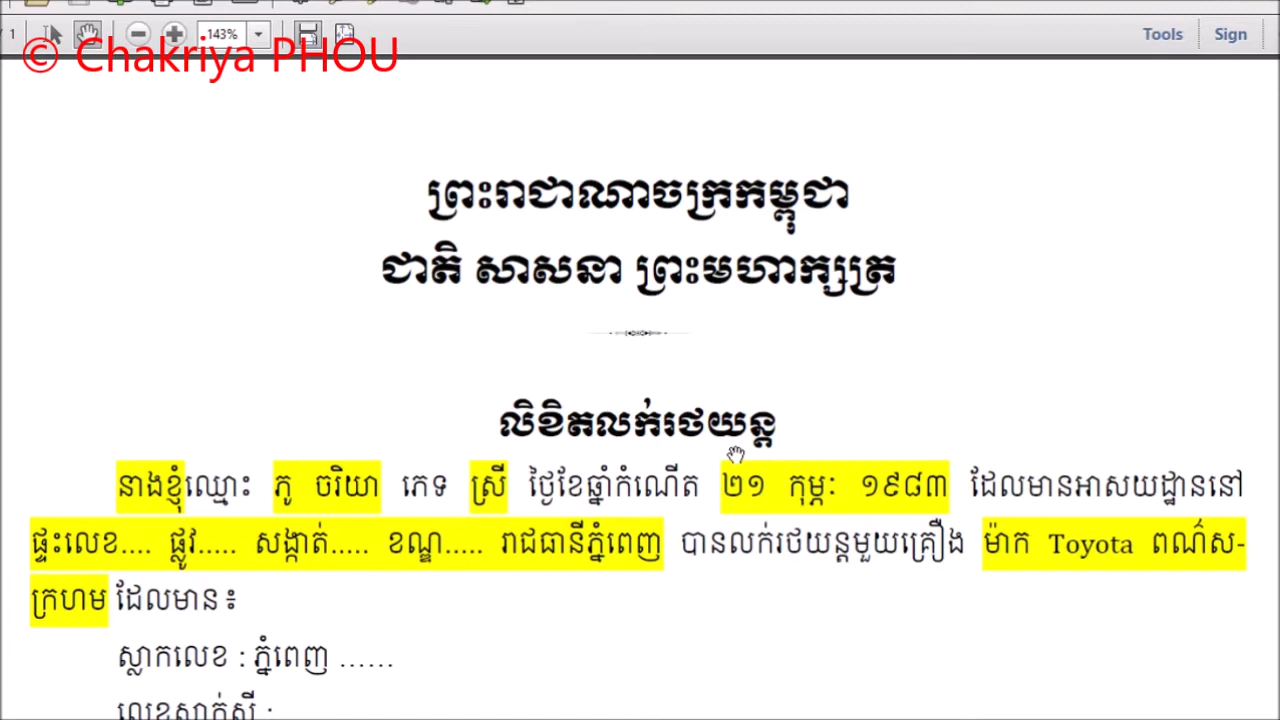 / 1 143% Tools Sign
© Chakriya PHOU
ព្រះរាជាណាចក្រកម្ពុជា
ជាតិ សាសនា ព្រះមហាក្សត្រ
លិខិតលក់រថយន្ត
នាងខ្ញុំឈ្មោះ ភូ ចរិយា ភេទ ស្រី ថ្ងៃខែឆ្នាំកំណើត ២១ កុម្ភៈ ១៩៨៣ ដែលមានអាសយដ្ឋាននៅ
ផ្ទះលេខ.... ផ្លូវ..... សង្កាត់..... ខណ្ឌ..... រាជធានីភ្នំពេញ បានលក់រថយន្តមួយគ្រឿង ម៉ាក Toyota ពណ៌ស-
ក្រហម ដែលមាន៖
ស្លាកលេខ : ភ្នំពេញ ......